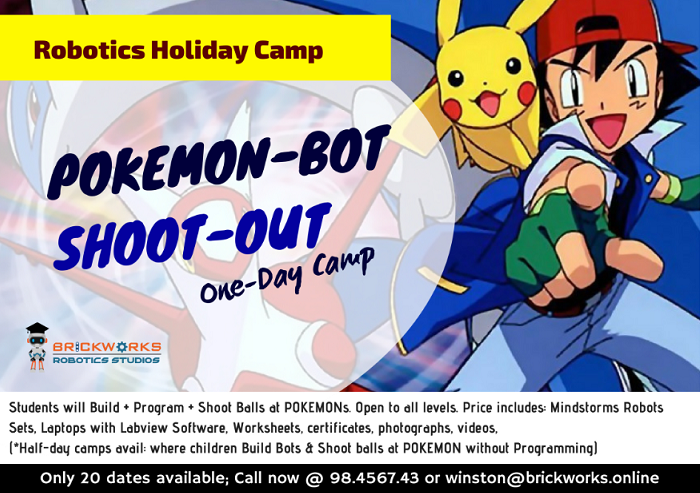 Robotics Holiday Camp
POKEMON-BOT
SHOOT-OUT
One-Day Camp
BRICKWORKS
ROBOTICS STUDIOS
Students will Build + Program + Shoot Balls at POKEMONs. Open to all levels. Price includes: Mindstorms Robots
Sets, Laptops with Labview Software, Worksheets, certificates, photographs, videos,
(*Half-day camps avail: where children Build Bots & Shoot balls at POKEMON without Programming)
Only 20 dates available; Call now @ 98.4567.43 or winston@brickworks.online